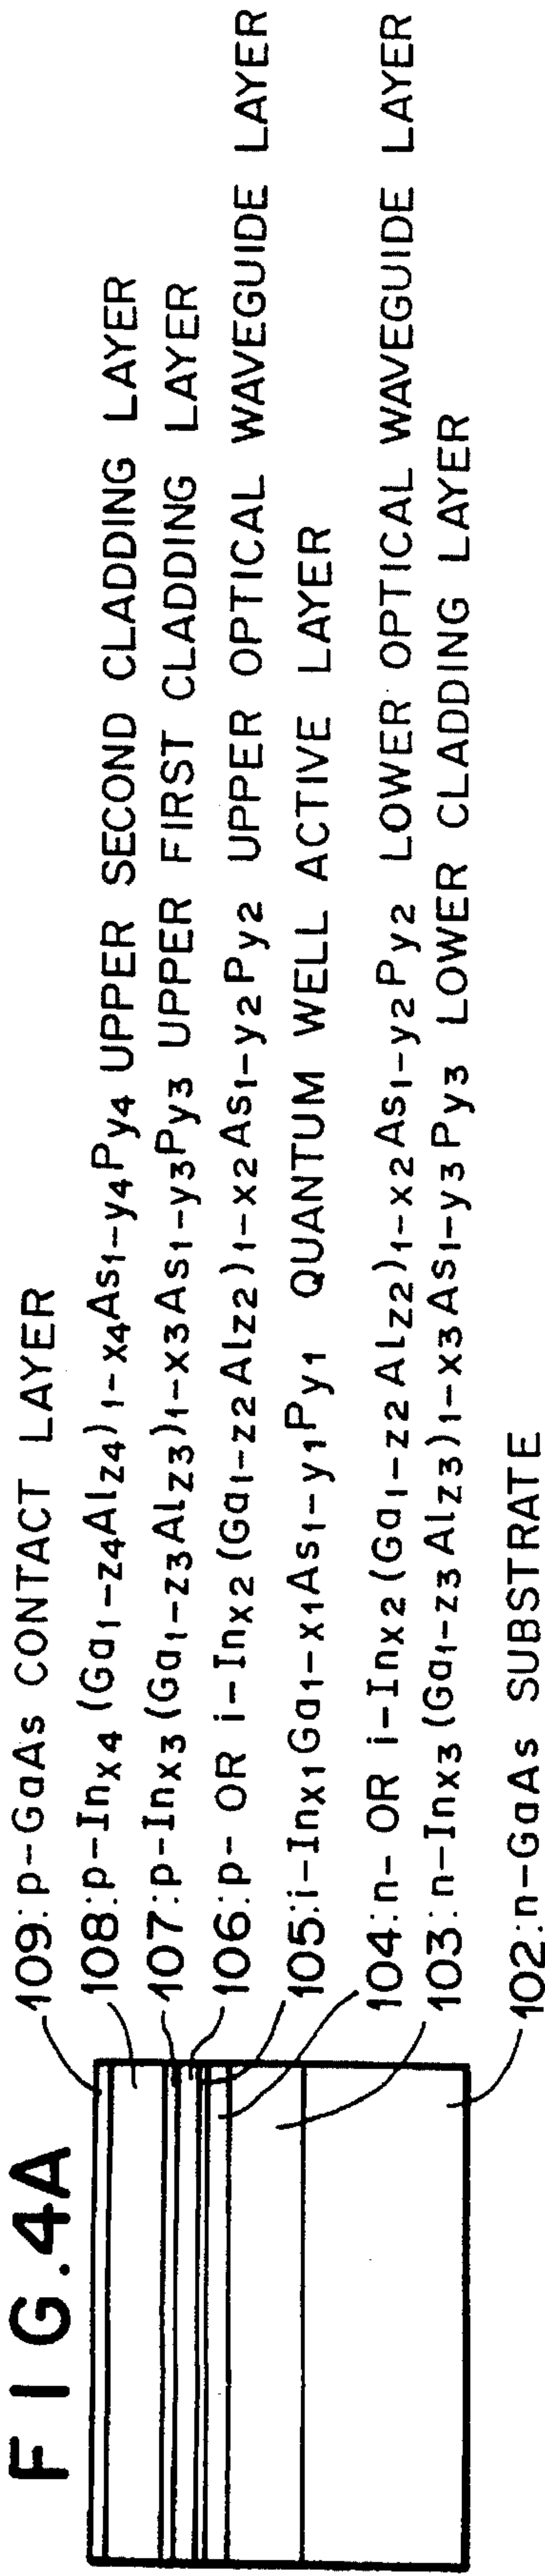 FIG.4A
109:p-GaAs CONTACT LAYER
108:p-Inx4 (Ga1-z4Alz4)1-x4As1-y4Py4 UPPER SECOND CLADDING LAYER
107:p-Inx3 (Ga1-z3Alz3)1-x3As1-y3Py3 UPPER FIRST CLADDING LAYER
106:p- OR i-Inx2 (Ga1-z2Alz2)1-x2As1-y2Py2 UPPER OPTICAL WAVEGUIDE LAYER
105:i-Inx1Ga1-x1As1-y1Py1 QUANTUM WELL ACTIVE LAYER
104:n- OR i-Inx2 (Ga1-z2Alz2)1-x2As1-y2Py2 LOWER OPTICAL WAVEGUIDE LAYER
103:n-Inx3 (Ga1-z3Alz3)1-x3As1-y3Py3 LOWER CLADDING LAYER
102:n-GaAs SUBSTRATE